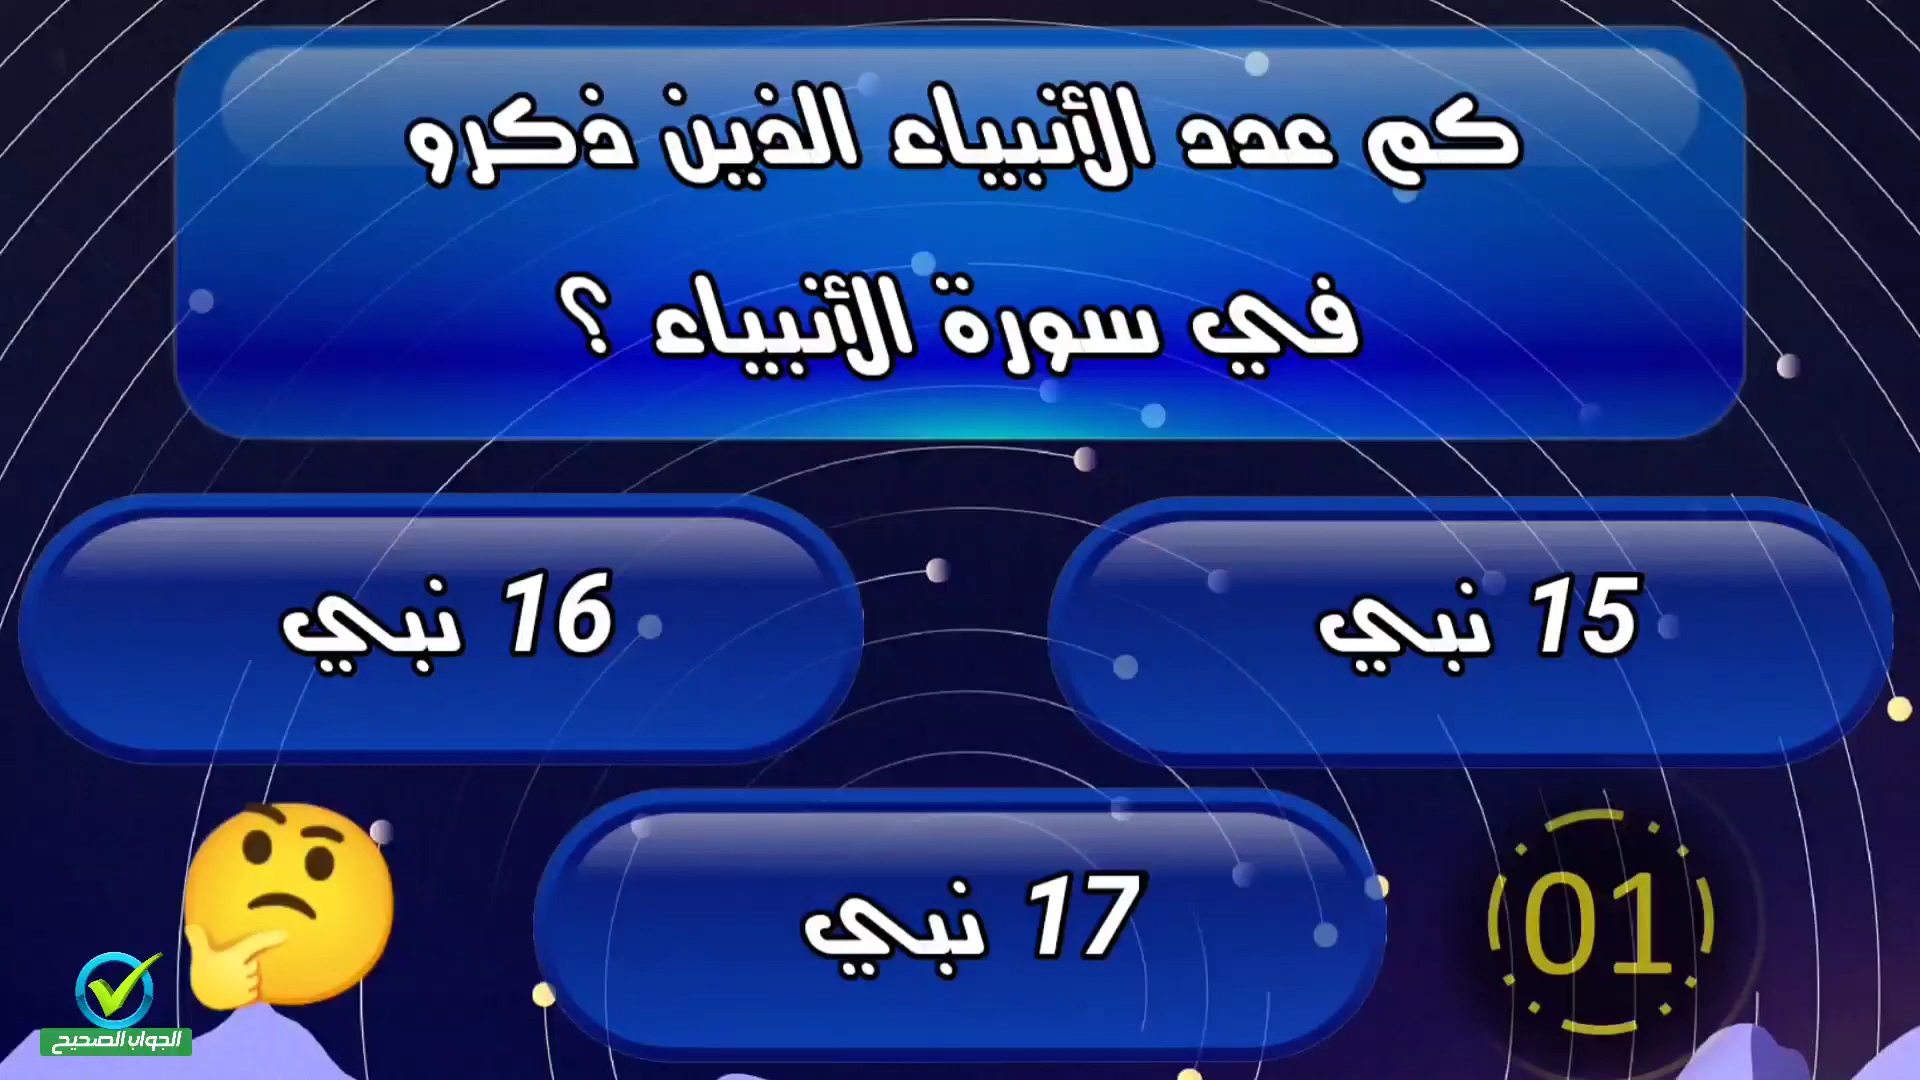 كم عدد الأنبياء الذين ذكرو
في سورة الأنبياء ؟
15 نبي
16 نبي
17 نبي
01
الجواب الصحيح